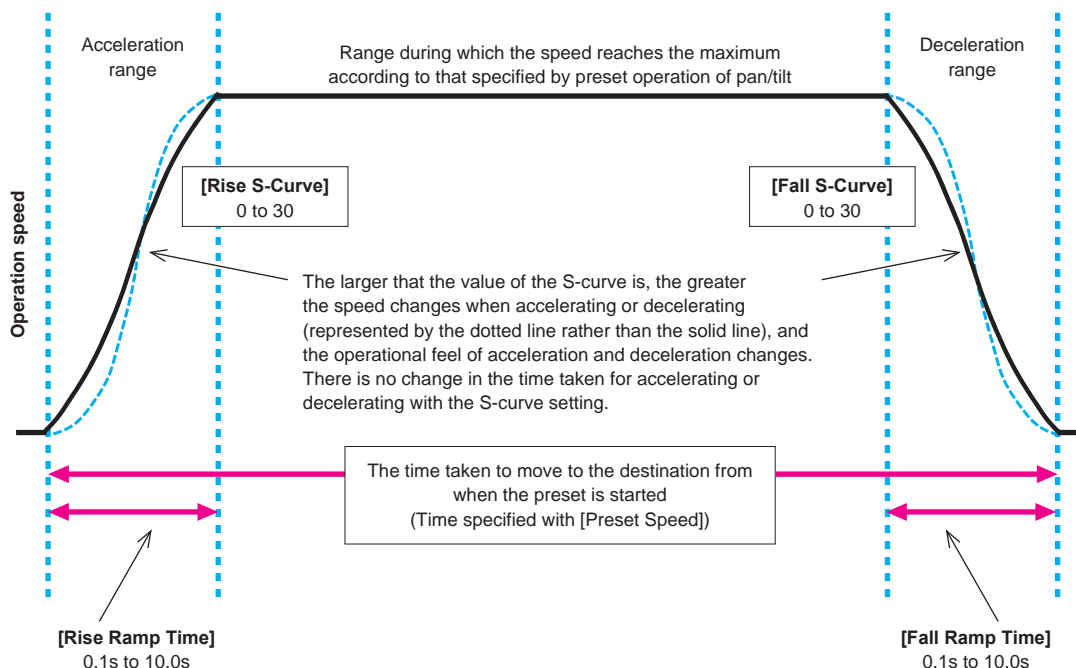 Acceleration
range
Range during which the speed reaches the maximum
according to that specified by preset operation of pan/tilt
Deceleration
range
Operation speed
[Rise S-Curve]
0 to 30
[Fall S-Curve]
0 to 30
The larger that the value of the S-curve is, the greater
the speed changes when accelerating or decelerating
(represented by the dotted line rather than the solid line), and
the operational feel of acceleration and deceleration changes.
There is no change in the time taken for accelerating or
decelerating with the S-curve setting.
The time taken to move to the destination from
when the preset is started
(Time specified with [Preset Speed])
[Rise Ramp Time]
0.1s to 10.0s
[Fall Ramp Time]
0.1s to 10.0s